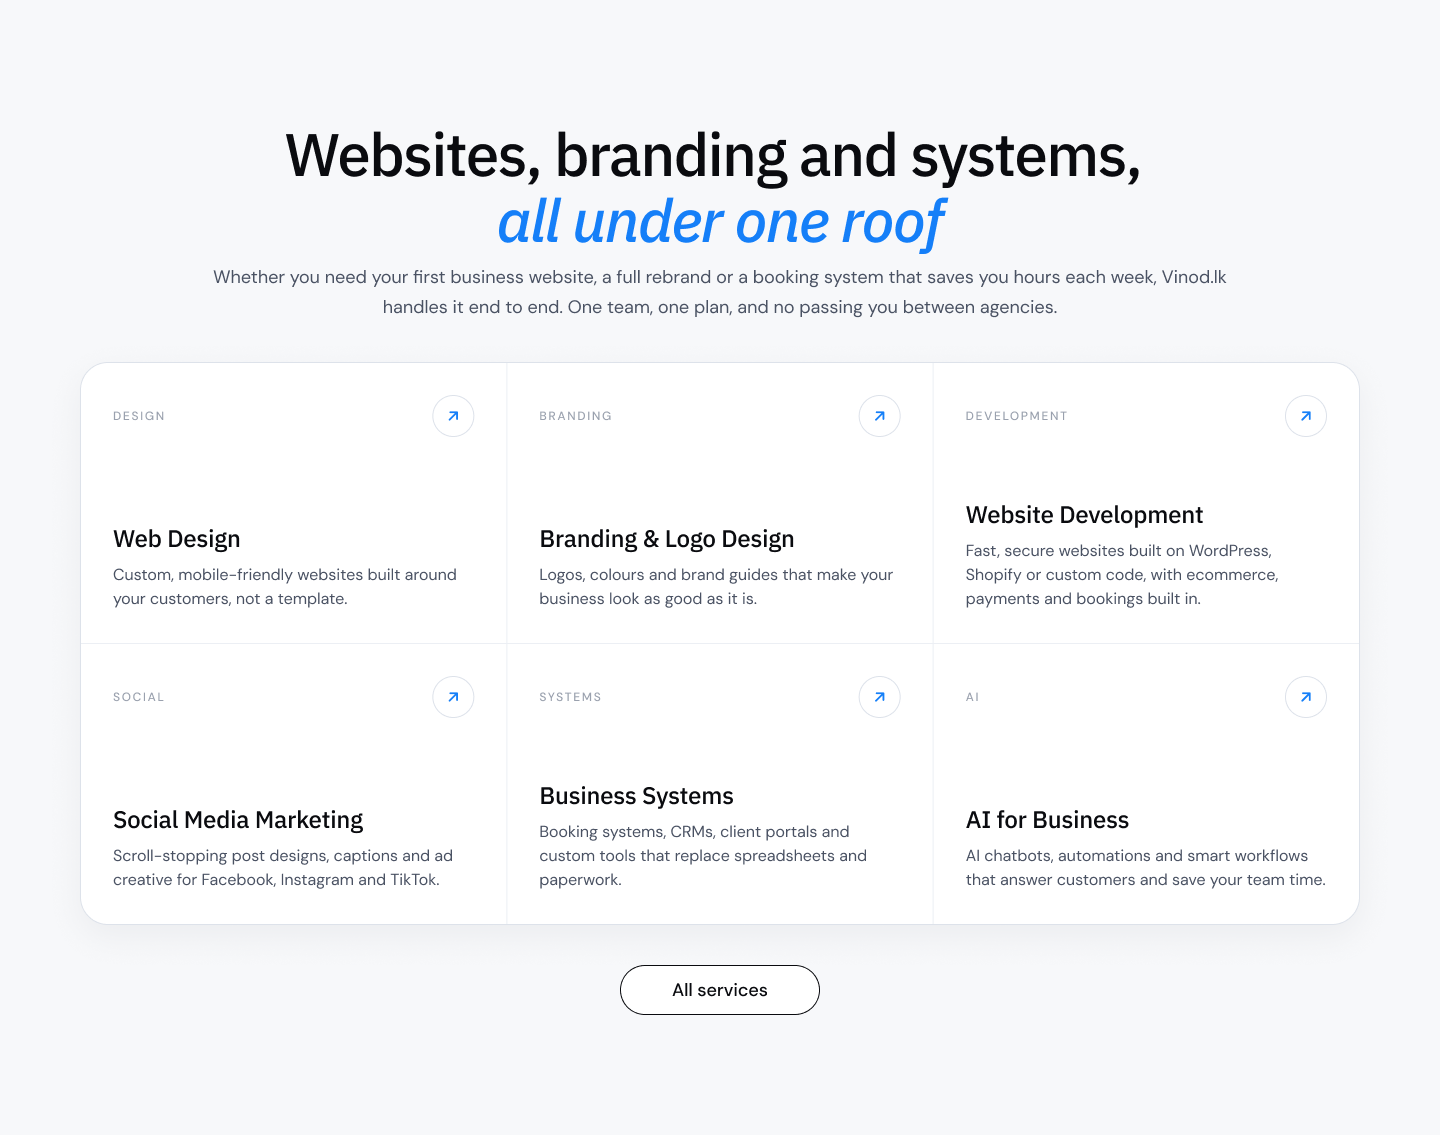 Websites, branding and systems,
all under one roof
Whether you need your first business website, a full rebrand or a booking system that saves you hours each week, Vinod.lk
handles it end to end. One team, one plan, and no passing you between agencies.
DESIGN
Web Design
Custom, mobile-friendly websites built around
your customers, not a template.
BRANDING
Branding & Logo Design
Logos, colours and brand guides that make your
business look as good as it is.
DEVELOPMENT
Website Development
Fast, secure websites built on WordPress,
Shopify or custom code, with ecommerce,
payments and bookings built in.
SOCIAL
Social Media Marketing
Scroll-stopping post designs, captions and ad
creative for Facebook, Instagram and TikTok.
SYSTEMS
Business Systems
Booking systems, CRMs, client portals and
custom tools that replace spreadsheets and
paperwork.
AI
AI for Business
AI chatbots, automations and smart workflows
that answer customers and save your team time.
All services